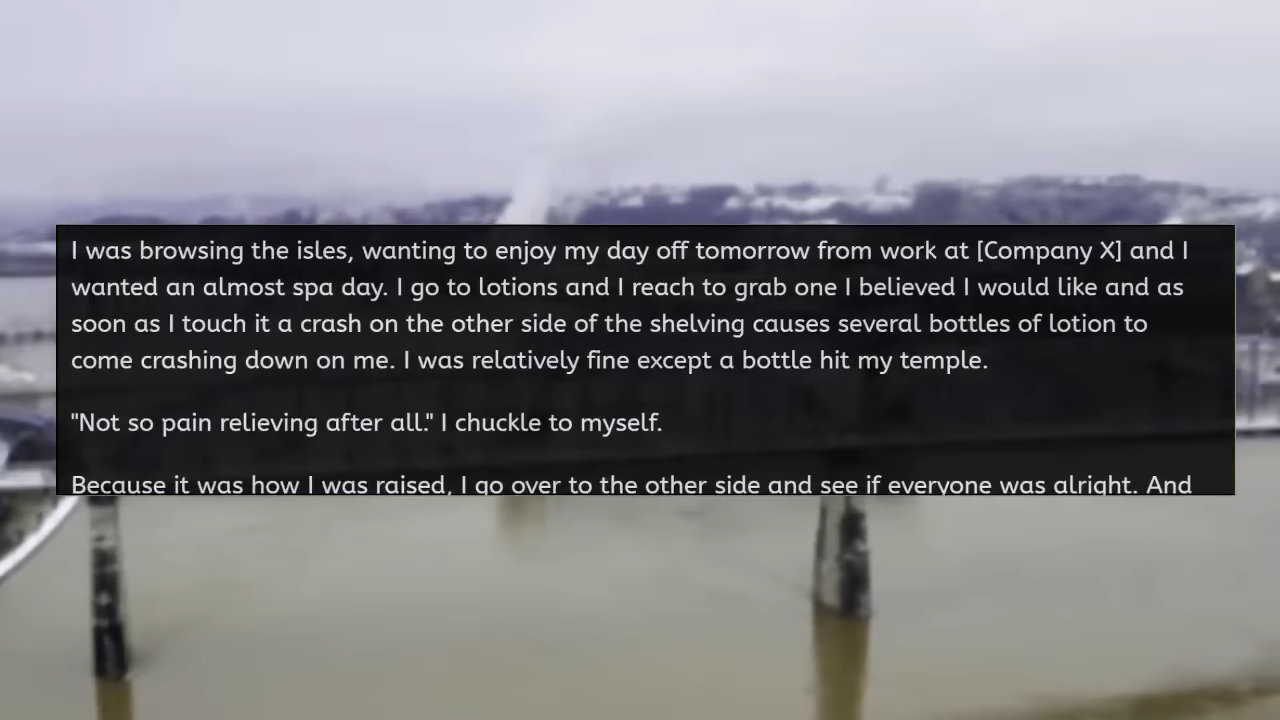 I was browsing the isles, wanting to enjoy my day off tomorrow from work at [Company X] and I
wanted an almost spa day. I go to lotions and I reach to grab one I believed I would like and as
soon as I touch it a crash on the other side of the shelving causes several bottles of lotion to
come crashing down on me. I was relatively fine except a bottle hit my temple.
"Not so pain relieving after all." I chuckle to myself.
Because it was how I was raised, I go over to the other side and see if everyone was alright. And